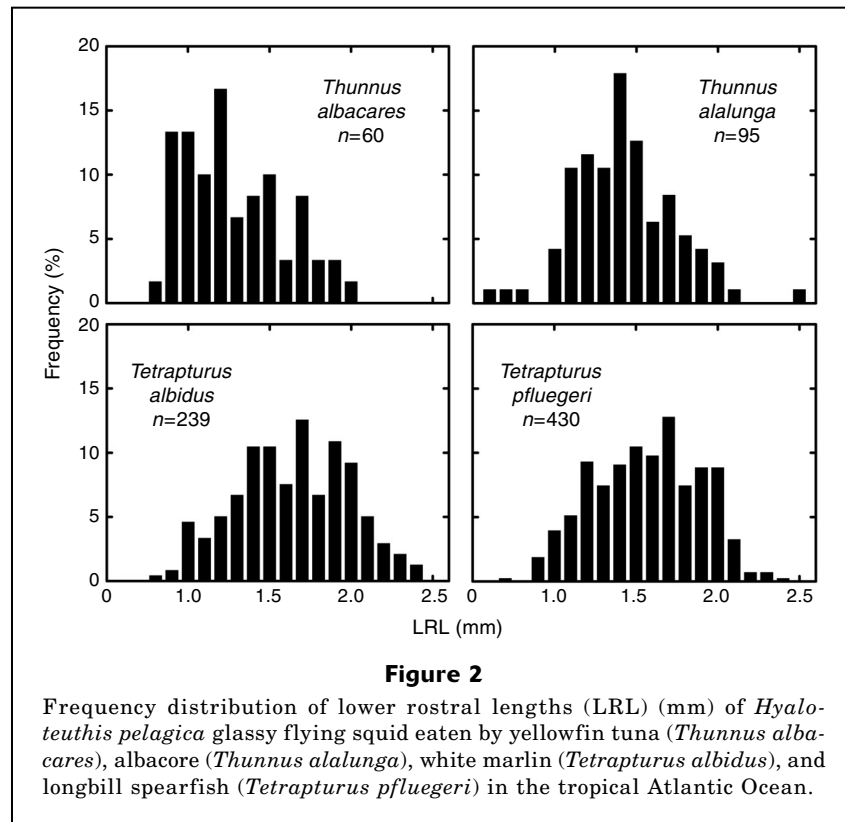 20
15
10
5
0
Thunnus
albacares
n=60
Thunnus
alalunga
n=95
Frequency (%)
20
15
10
5
0
Tetrapturus
albidus
n=239
Tetrapturus
pfluegeri
n=430
0 1.0 1.5 2.0 2.5
0 1.0 1.5 2.0 2.5
LRL (mm)
Figure 2
Frequency distribution of lower rostral lengths (LRL) (mm) of Hyalo-
teuthis pelagica glassy flying squid eaten by yellowfin tuna (Thunnus alba-
cares), albacore (Thunnus alalunga), white marlin (Tetrapturus albidus), and
longbill spearfish (Tetrapturus pfluegeri) in the tropical Atlantic Ocean.